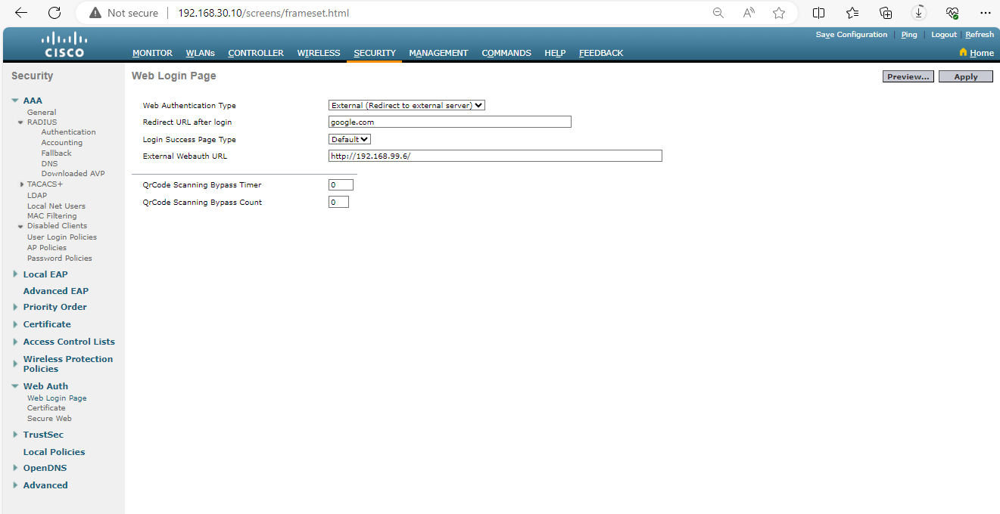 Not secure 192.168.30.10/screens/frameset.html
Save Configuration Ping Logout Refresh
CISCO
MONITOR WLANs CONTROLLER WIRELESS SECURITY MANAGEMENT COMMANDS HELP FEEDBACK Home
Security
AAA
General
RADIUS
Authentication
Accounting
Fallback
DNS
Downloaded AVP
TACACS+
LDAP
Local Net Users
MAC Filtering
Disabled Clients
User Login Policies
AP Policies
Password Policies
Local EAP
Advanced EAP
Priority Order
Certificate
Access Control Lists
Wireless Protection
Policies
Web Auth
Web Login Page
Certificate
Secure Web
TrustSec
Local Policies
OpenDNS
Advanced
Web Login Page Preview... Apply
Web Authentication Type External (Redirect to external server)
Redirect URL after login google.com
Login Success Page Type Default
External Webauth URL http://192.168.99.6/
QrCode Scanning Bypass Timer 0
QrCode Scanning Bypass Count 0